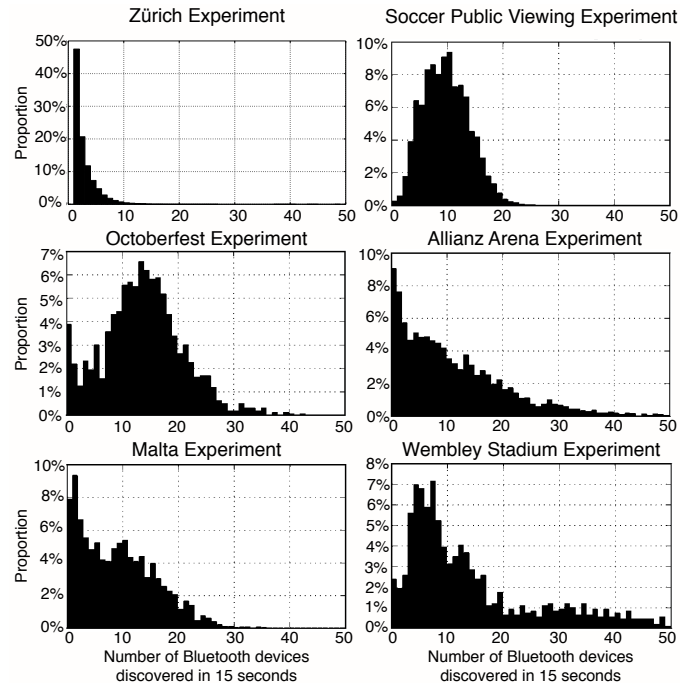 Zürich Experiment
50%
40%
30%
20%
10%
0%
Proportion
0 10 20 30 40 50
Soccer Public Viewing Experiment
10%
8%
6%
4%
2%
0%
0 10 20 30 40 50
Octoberfest Experiment
7%
6%
5%
4%
3%
2%
1%
0%
Proportion
0 10 20 30 40 50
Allianz Arena Experiment
10%
8%
6%
4%
2%
0%
0 10 20 30 40 50
Malta Experiment
10%
8%
6%
4%
2%
0%
Proportion
0 10 20 30 40 50
Number of Bluetooth devices
discovered in 15 seconds
Wembley Stadium Experiment
8%
7%
6%
5%
4%
3%
2%
1%
0%
0 10 20 30 40 50
Number of Bluetooth devices
discovered in 15 seconds